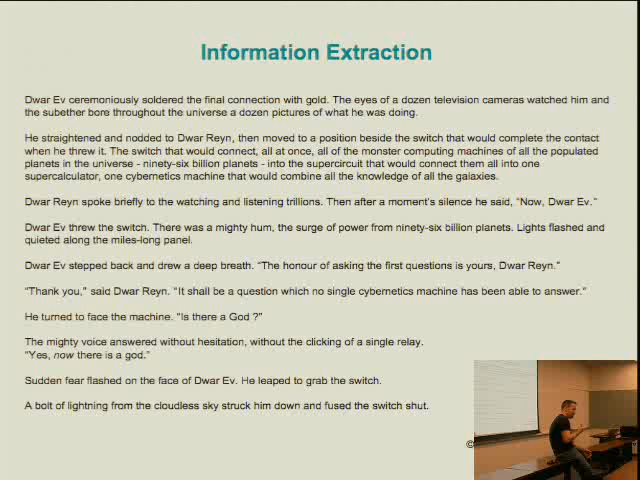 Information Extraction
Dwar Ev ceremoniously soldered the final connection with gold. The eyes of a dozen television cameras watched him and
the subether bore throughout the universe a dozen pictures of what he was doing.
He straightened and nodded to Dwar Reyn, then moved to a position beside the switch that would complete the contact
when he threw it. The switch that would connect, all at once, all of the monster computing machines of all the populated
planets in the universe - ninety-six billion planets - into the supercircuit that would connect them all into one
supercalculator, one cybernetics machine that would combine all the knowledge of all the galaxies.
Dwar Reyn spoke briefly to the watching and listening trillions. Then after a moment's silence he said, “Now, Dwar Ev.”
Dwar Ev threw the switch. There was a mighty hum, the surge of power from ninety-six billion planets. Lights flashed and
quieted along the miles-long panel.
Dwar Ev stepped back and drew a deep breath. “The honour of asking the first questions is yours, Dwar Reyn.”
“Thank you,” said Dwar Reyn. “It shall be a question which no single cybernetics machine has been able to answer.”
He turned to face the machine. “Is there a God ?”
The mighty voice answered without hesitation, without the clicking of a single relay.
“Yes, now there is a god.”
Sudden fear flashed on the face of Dwar Ev. He leaped to grab the switch.
A bolt of lightning from the cloudless sky struck him down and fused the switch shut.
©